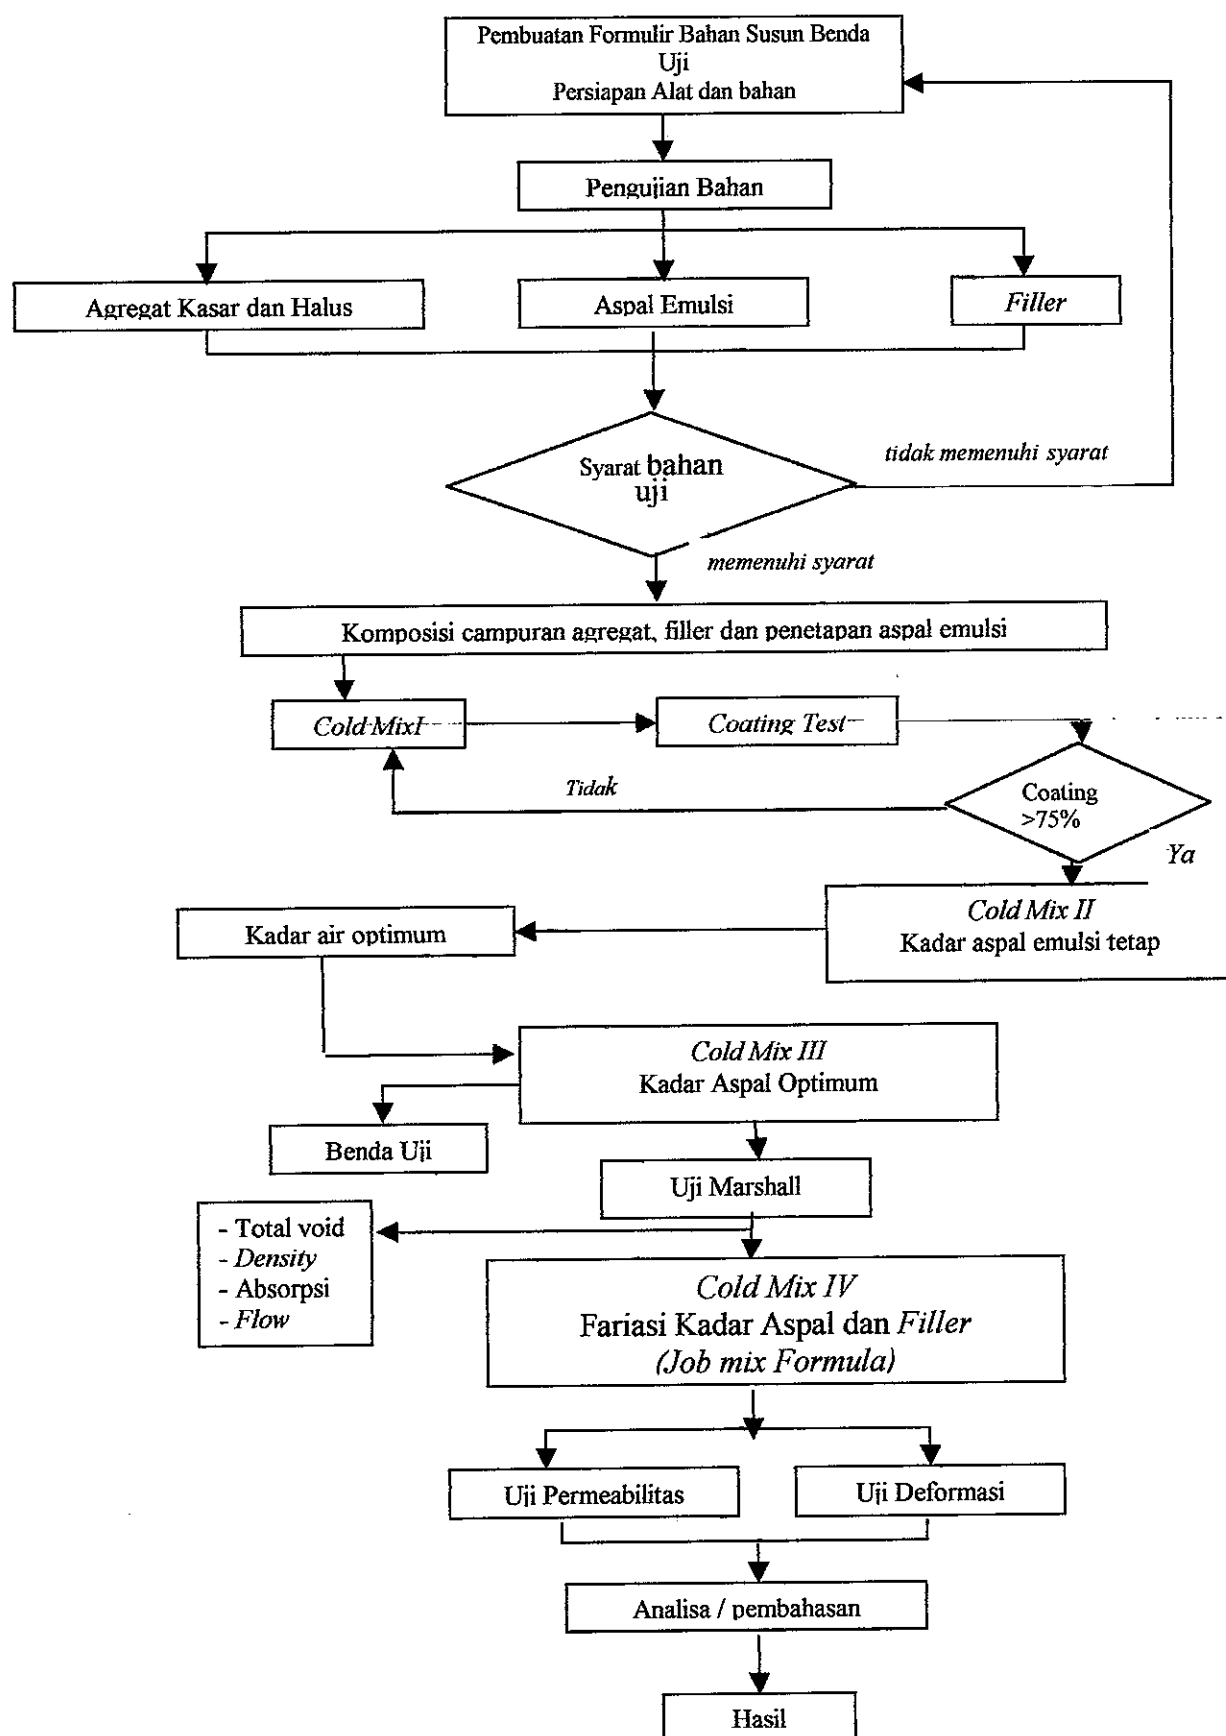 Pembuatan Formulir Bahan Susun Benda
Uji
Persiapan Alat dan bahan
Pengujian Bahan
Agregat Kasar dan Halus
Aspal Emulsi
Filler
Syarat bahan
uji
tidak memenuhi syarat
memenuhi syarat
Komposisi campuran agregat, filler dan penetapan aspal emulsi
Cold MixI
Coating Test
Tidak
Coating
>75%
Ya
Cold Mix II
Kadar aspal emulsi tetap
Kadar air optimum
Cold Mix III
Kadar Aspal Optimum
Benda Uji
Uji Marshall
- Total void
- Density
- Absorpsi
- Flow
Cold Mix IV
Fariasi Kadar Aspal dan Filler
(Job mix Formula)
Uji Permeabilitas
Uji Deformasi
Analisa / pembahasan
Hasil